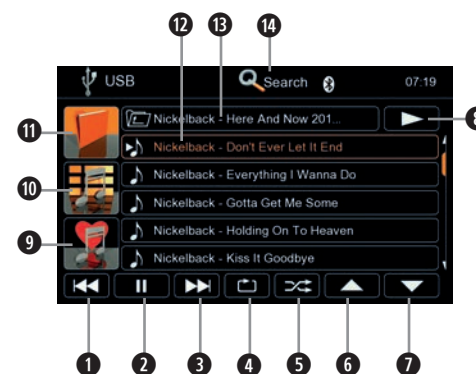 12 13 14
USB Search 07:19
11 Nickelback - Here And Now 201... 8
Nickelback - Don't Ever Let It End
10 Nickelback - Everything I Wanna Do
Nickelback - Gotta Get Me Some
9 Nickelback - Holding On To Heaven
Nickelback - Kiss It Goodbye
1 2 3 4 5 6 7